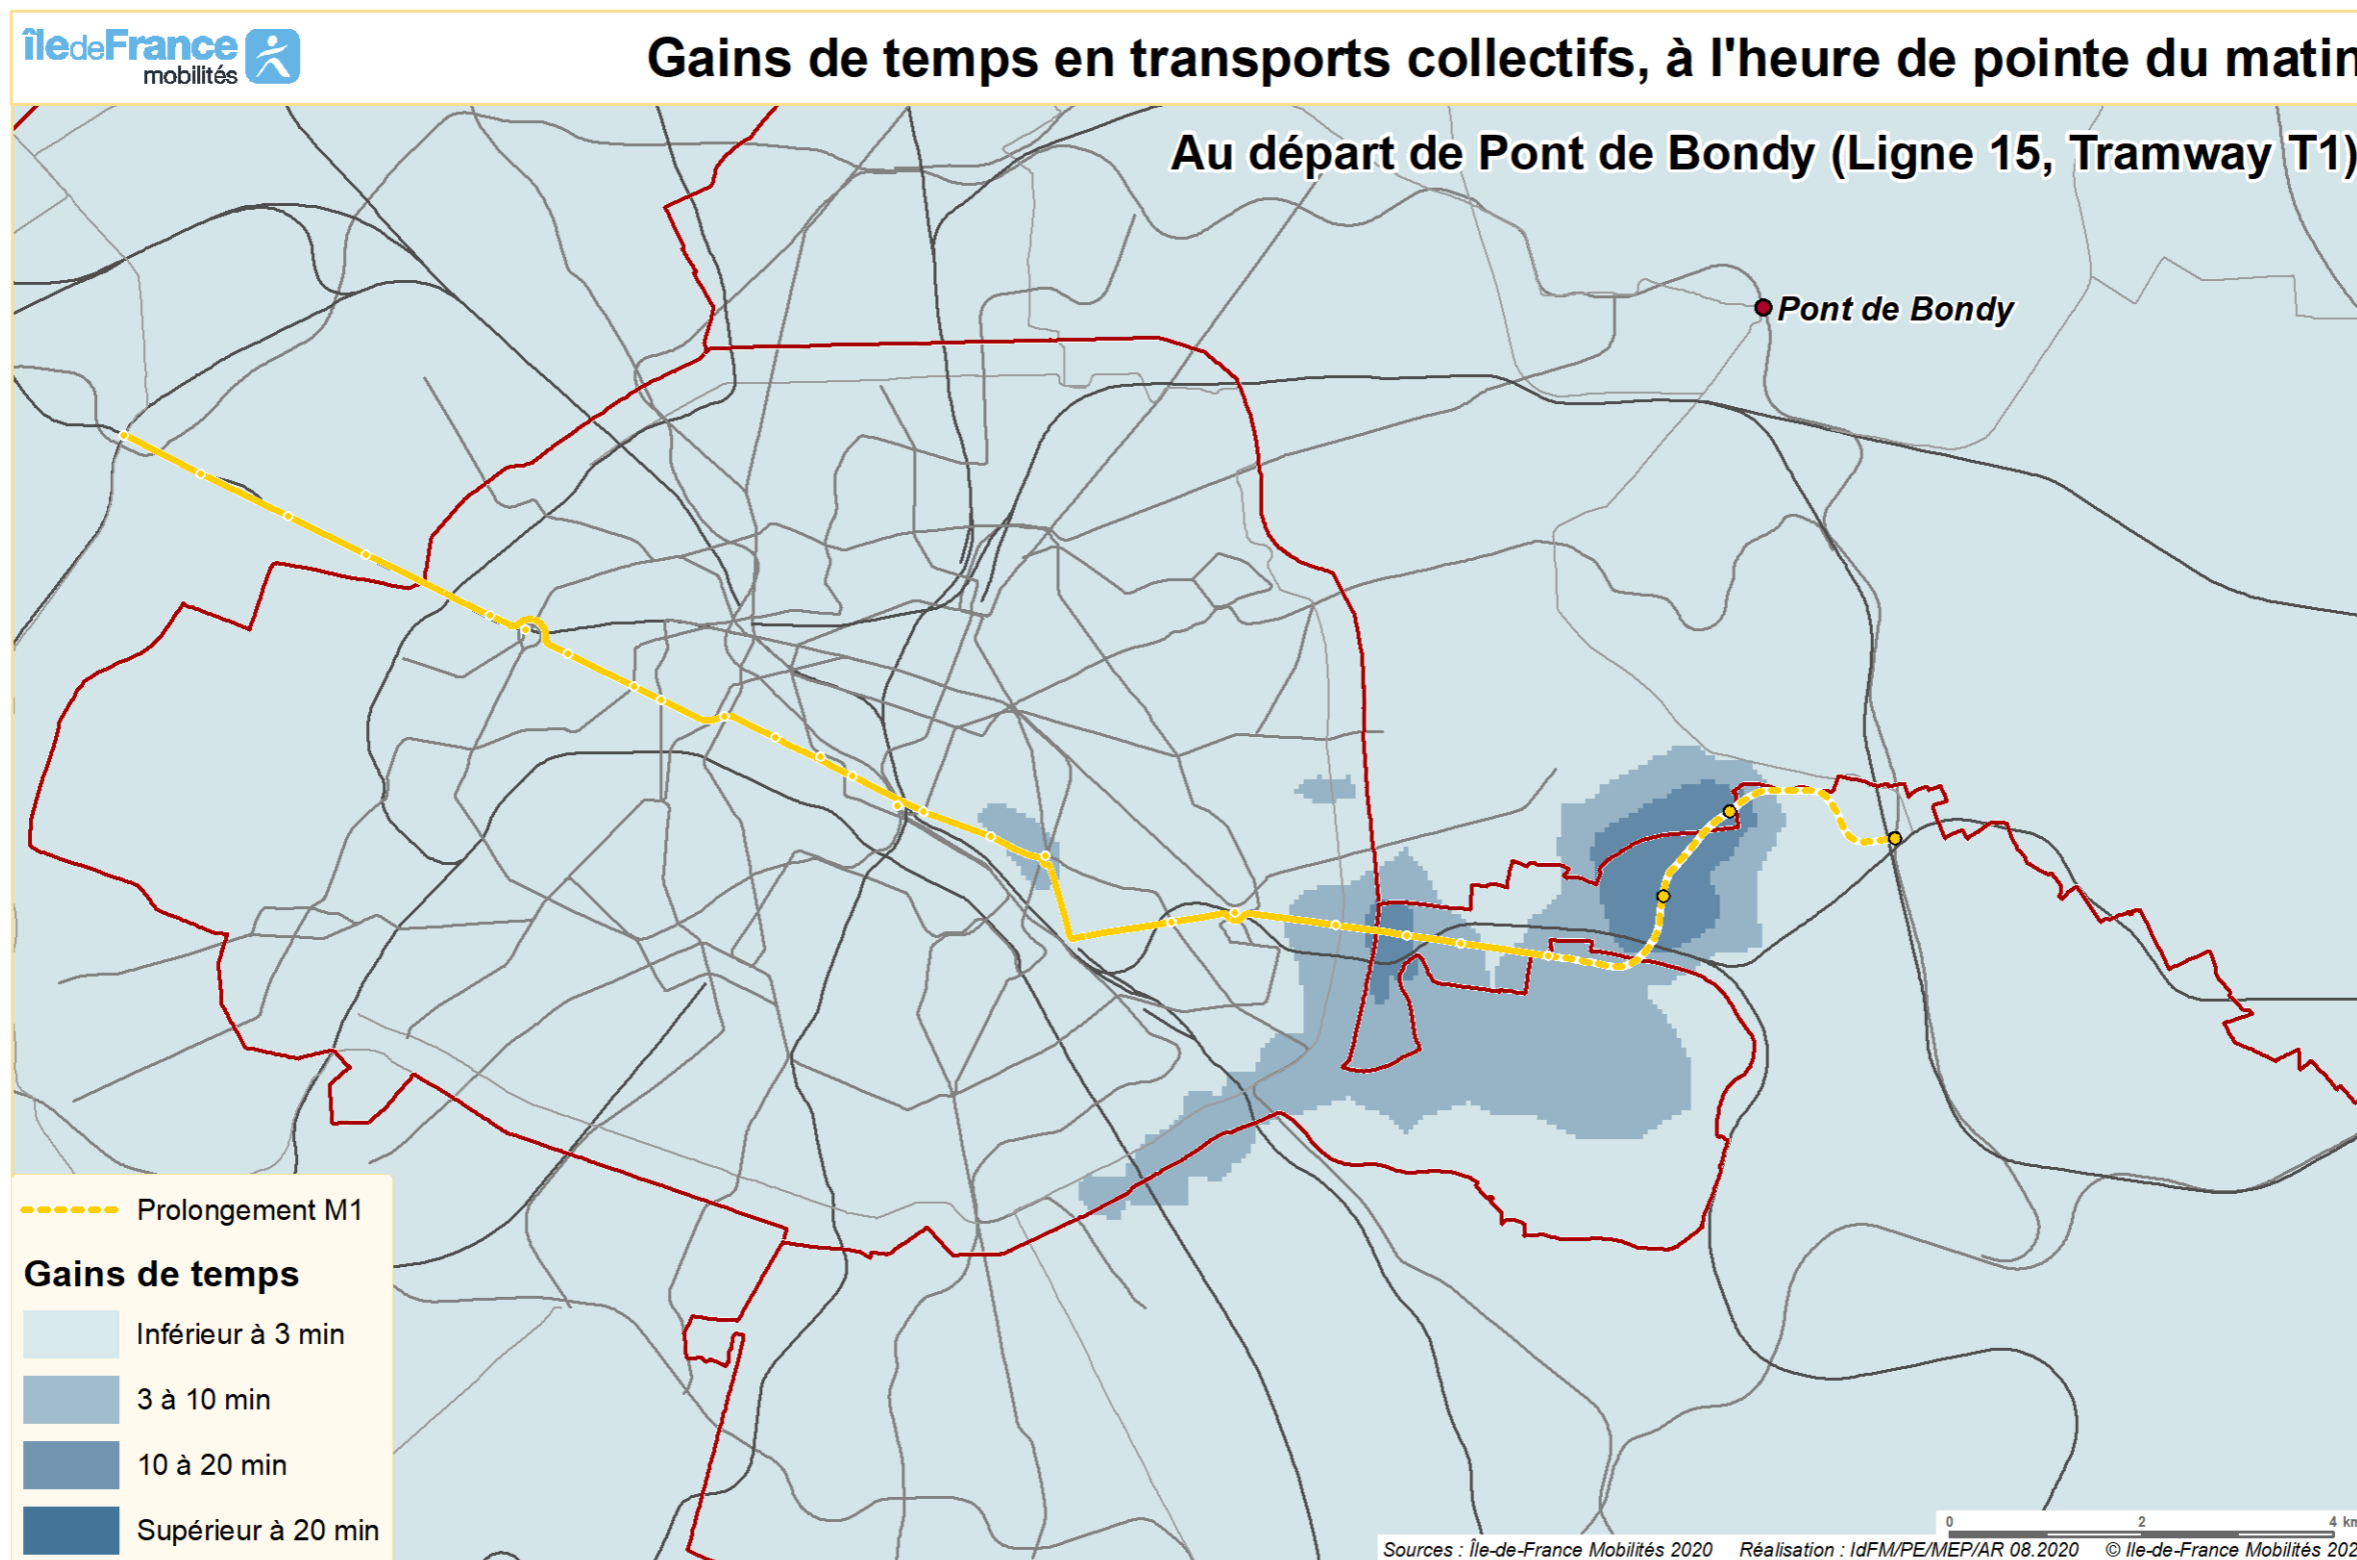 îledeFrance
mobilités
Gains de temps en transports collectifs, à l'heure de pointe du matin
Au départ de Pont de Bondy (Ligne 15, Tramway T1)
Pont de Bondy
Prolongement M1
Gains de temps
Inférieur à 3 min
3 à 10 min
10 à 20 min
Supérieur à 20 min
0 2 4 km
Sources : Île-de-France Mobilités 2020 Réalisation : IdFM/PE/MEP/AR 08.2020 © Ile-de-France Mobilités 202